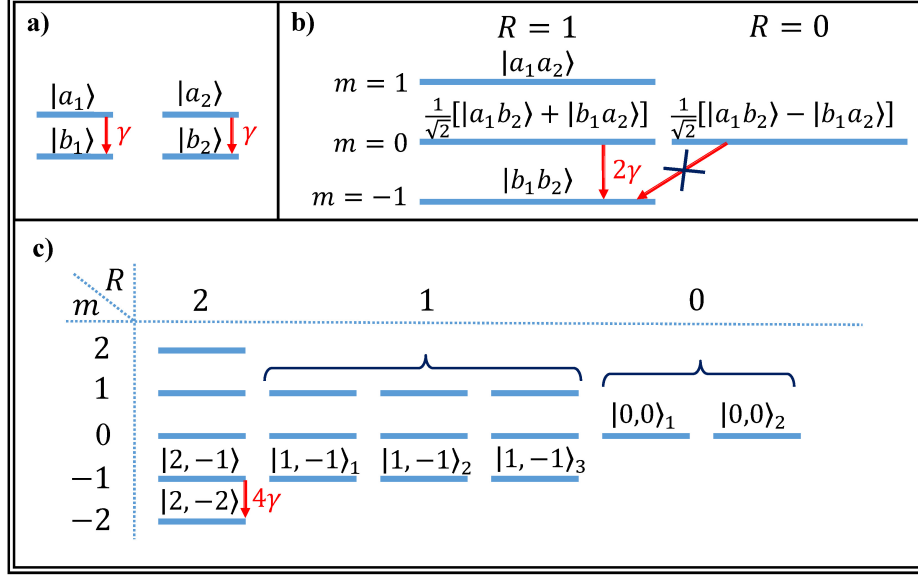 a)
|a₁⟩ |a₂⟩
|b₁⟩ γ |b₂⟩ γ
b)
R = 1 R = 0
m = 1 |a₁a₂⟩
m = 0 1/√2[|a₁b₂⟩ + |b₁a₂⟩] 1/√2[|a₁b₂⟩ − |b₁a₂⟩]
2γ
m = −1 |b₁b₂⟩
c)
R
m 2 1 0
2
1
0 |0,0⟩₁ |0,0⟩₂
−1 |2,−1⟩ |1,−1⟩₁ |1,−1⟩₂ |1,−1⟩₃
−2 |2,−2⟩ 4γ